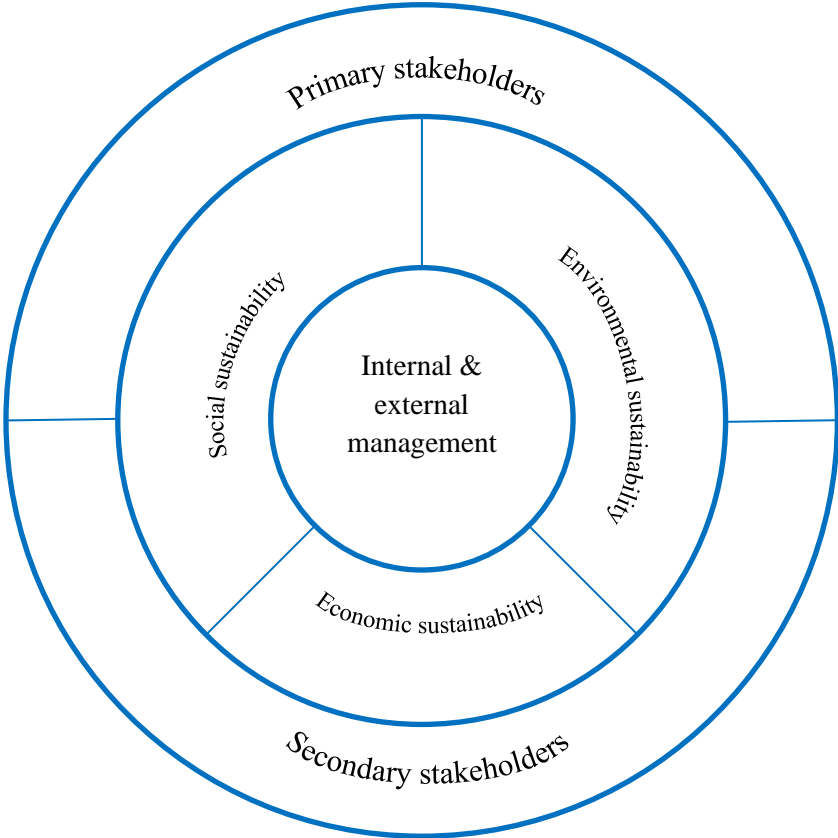 Primary stakeholders
Social sustainability
Environmental sustainability
Internal &
external
management
Economic sustainability
Secondary stakeholders